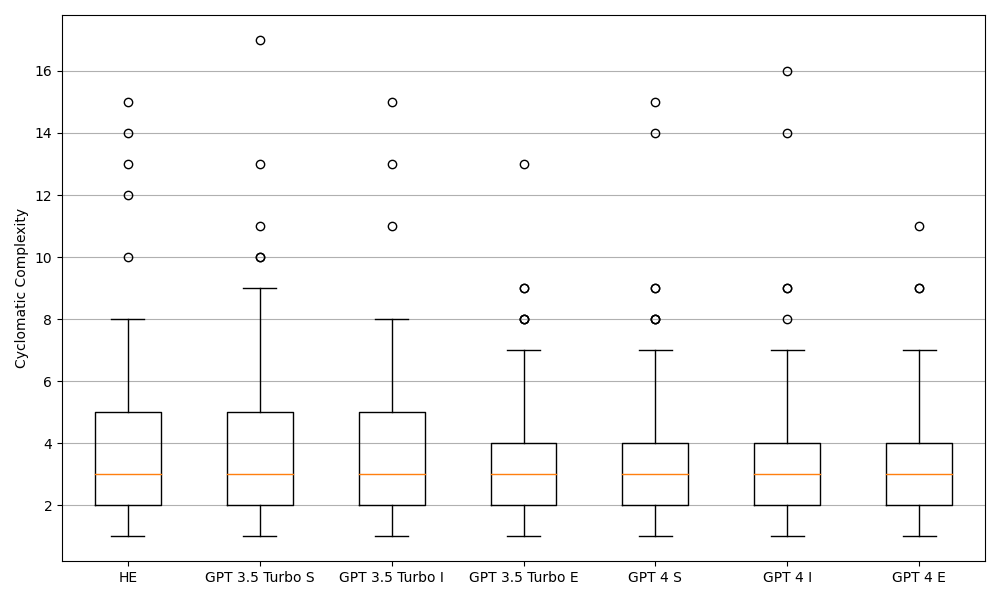 Cyclomatic Complexity
16
14
12
10
8
6
4
2
HE
GPT 3.5 Turbo S
GPT 3.5 Turbo I
GPT 3.5 Turbo E
GPT 4 S
GPT 4 I
GPT 4 E